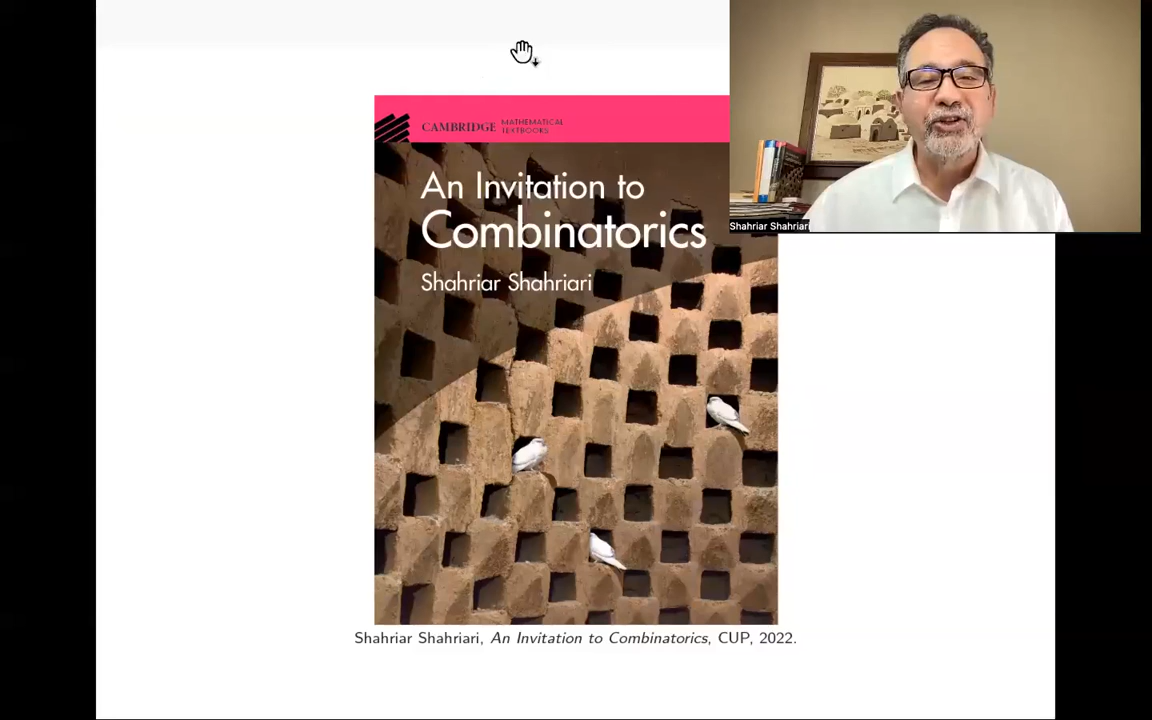 CAMBRIDGE
MATHEMATICAL
TEXTBOOKS
An Invitation to
Combinatorics
Shahriar Shahriari
Shahriar Shahriari
Shahriar Shahriari, An Invitation to Combinatorics, CUP, 2022.